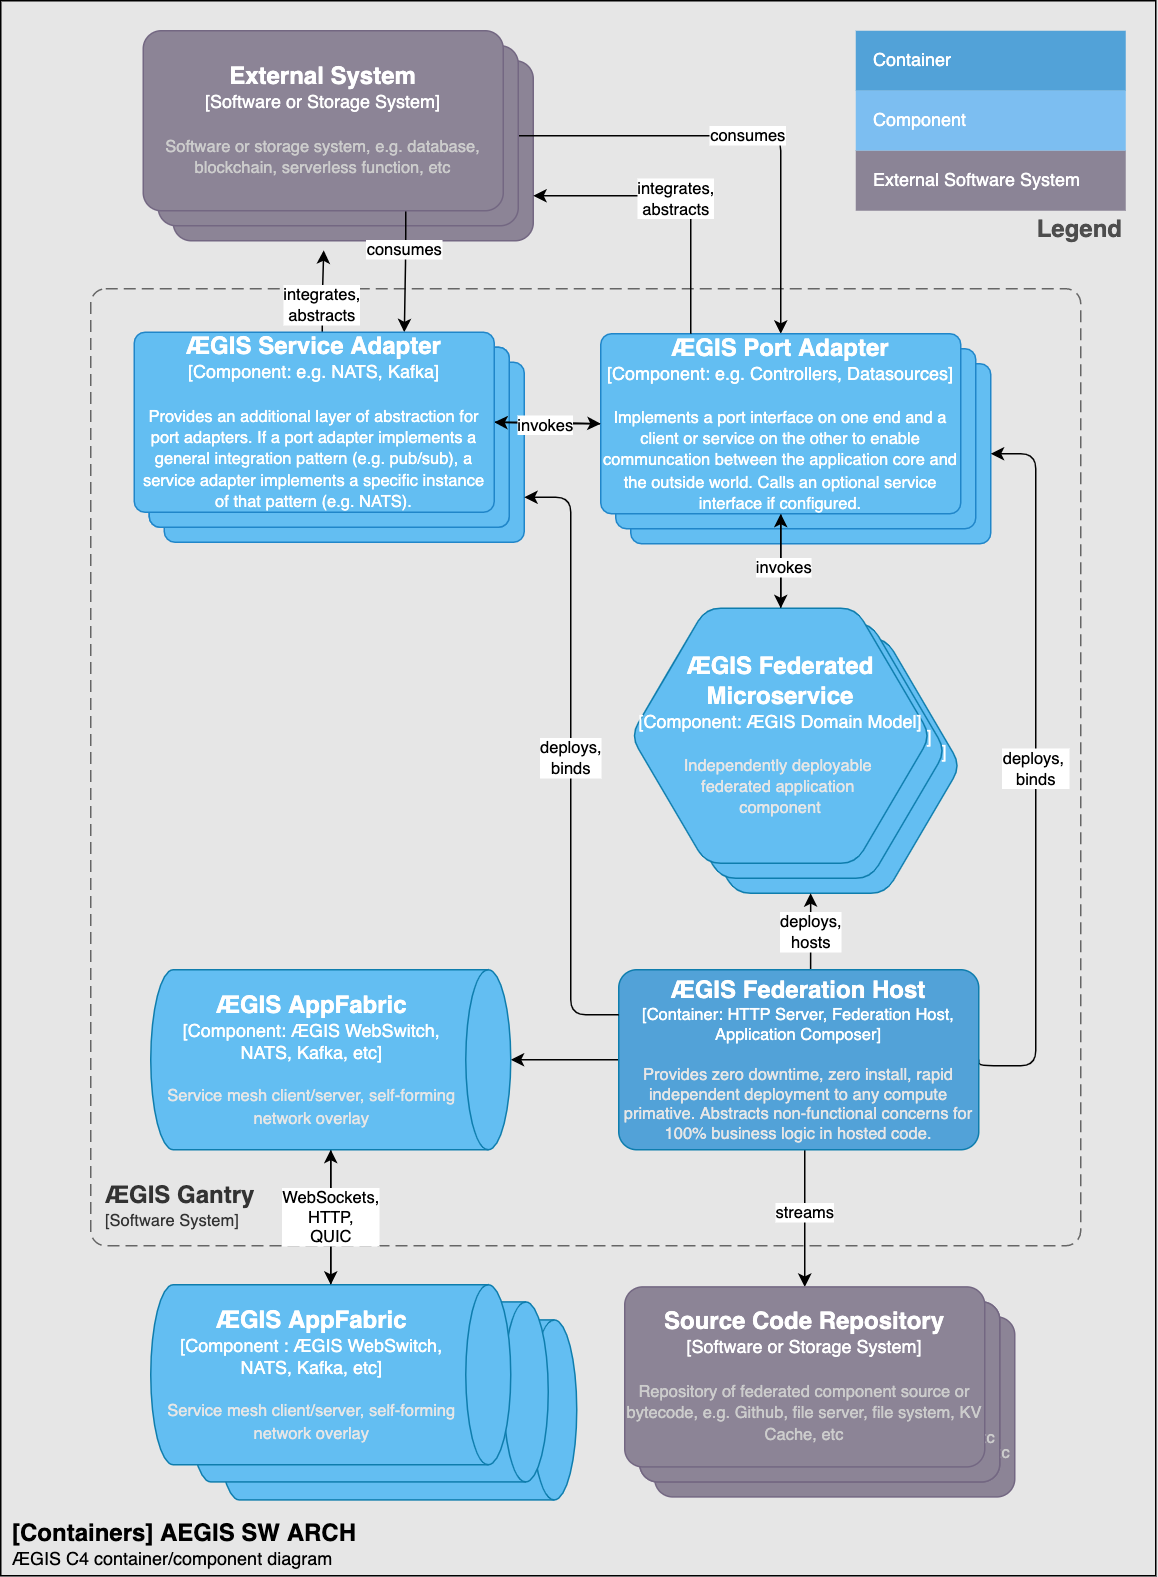 External System
[Software or Storage System]
Software or storage system, e.g. database,
blockchain, serverless function, etc
Container
Component
External Software System
Legend
consumes
integrates,
abstracts
consumes
integrates,
abstracts
ÆGIS Service Adapter
[Component: e.g. NATS, Kafka]
Provides an additional layer of abstraction for
port adapters. If a port adapter implements a
general integration pattern (e.g. pub/sub), a
service adapter implements a specific instance
of that pattern (e.g. NATS).
invokes
ÆGIS Port Adapter
[Component: e.g. Controllers, Datasources]
Implements a port interface on one end and a
client or service on the other to enable
communcation between the application core and
the outside world. Calls an optional service
interface if configured.
invokes
ÆGIS Federated
Microservice
[Component: ÆGIS Domain Model]
]
]
Independently deployable
federated application
component
deploys,
binds
deploys,
binds
deploys,
hosts
ÆGIS AppFabric
[Component: ÆGIS WebSwitch,
NATS, Kafka, etc]
Service mesh client/server, self-forming
network overlay
ÆGIS Federation Host
[Container: HTTP Server, Federation Host,
Application Composer]
Provides zero downtime, zero install, rapid
independent deployment to any compute
primative. Abstracts non-functional concerns for
100% business logic in hosted code.
ÆGIS Gantry
[Software System]
WebSockets,
HTTP,
QUIC
streams
ÆGIS AppFabric
[Component : ÆGIS WebSwitch,
NATS, Kafka, etc]
Service mesh client/server, self-forming
network overlay
Source Code Repository
[Software or Storage System]
Repository of federated component source or
bytecode, e.g. Github, file server, file system, KV
Cache, etc
c
c
[Containers] AEGIS SW ARCH
ÆGIS C4 container/component diagram